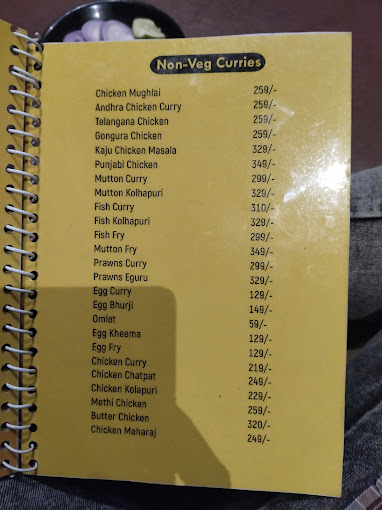 Non-Veg Curries
Chicken Mughlai 259/-
Andhra Chicken Curry 259/-
Telangana Chicken 259/-
Gongura Chicken 259/-
Kaju Chicken Masala 329/-
Punjabi Chicken 349/-
Mutton Curry 299/-
Mutton Kolhapuri 329/-
Fish Curry 310/-
Fish Kolhapuri 329/-
Fish Fry 299/-
Mutton Fry 349/-
Prawns Curry 299/-
Prawns Eguru 329/-
Egg Curry 129/-
Egg Bhurji 149/-
Omlet 59/-
Egg Kheema 129/-
Egg Fry 129/-
Chicken Curry 219/-
Chicken Chatpat 249/-
Chicken Kolapuri 229/-
Methi Chicken 259/-
Butter Chicken 320/-
Chicken Maharaj 249/-